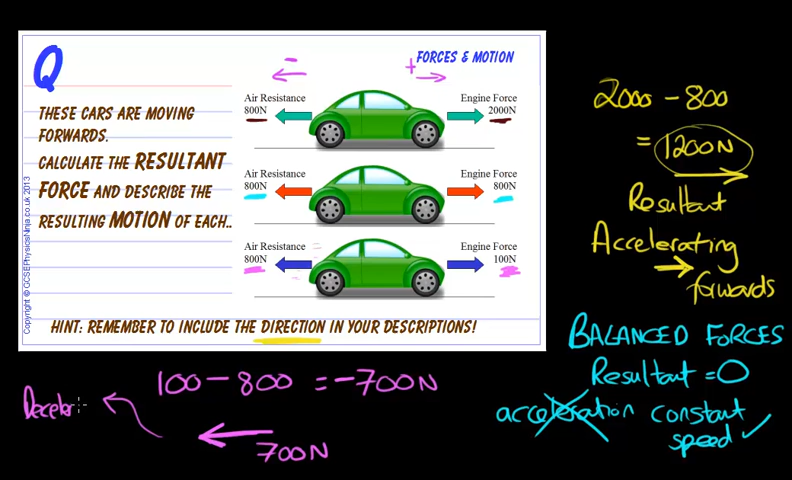 Q
FORCES & MOTION
THESE CARS ARE MOVING
FORWARDS.
CALCULATE THE RESULTANT
FORCE AND DESCRIBE THE
RESULTING MOTION OF EACH..
- +
Air Resistance Engine Force
800N 2000N
Air Resistance Engine Force
800N 800N
Air Resistance Engine Force
800N 100N
HINT: REMEMBER TO INCLUDE THE DIRECTION IN YOUR DESCRIPTIONS!
Copyright © GCSEPhysicsNinja.co.uk 2013
2000 - 800
= 1200N
Resultant
Accelerating
forwards
BALANCED FORCES
Resultant = 0
acceleration constant
speed ✓
100 - 800 = -700N
Deceler
700N